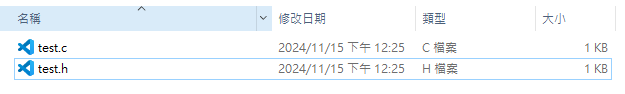 名稱 修改日期 類型 大小
test.c 2024/11/15 下午 12:25 C 檔案 1 KB
test.h 2024/11/15 下午 12:25 H 檔案 1 KB